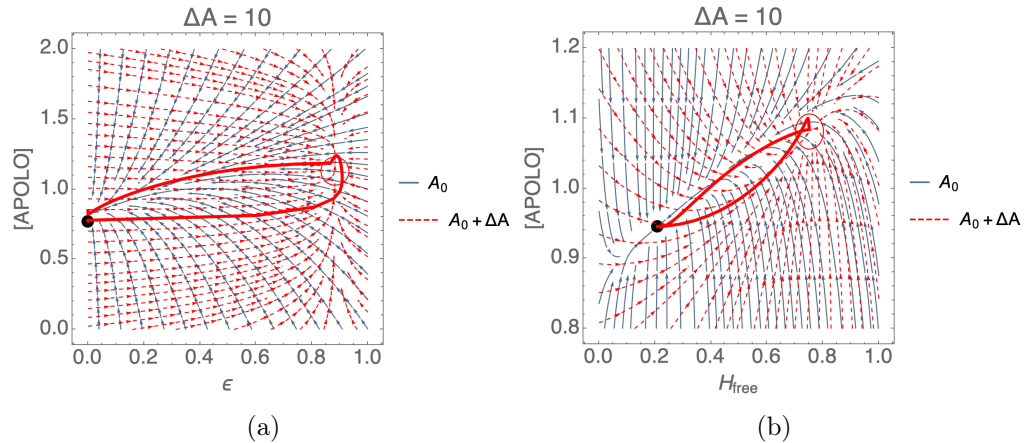 ΔA = 10
[APOLO]
2.0
1.5
1.0
0.5
0.0
0.0 0.2 0.4 0.6 0.8 1.0
ϵ
A₀
A₀ + ΔA
(a)
ΔA = 10
[APOLO]
1.2
1.1
1.0
0.9
0.8
0.0 0.2 0.4 0.6 0.8 1.0
H_free
A₀
A₀ + ΔA
(b)